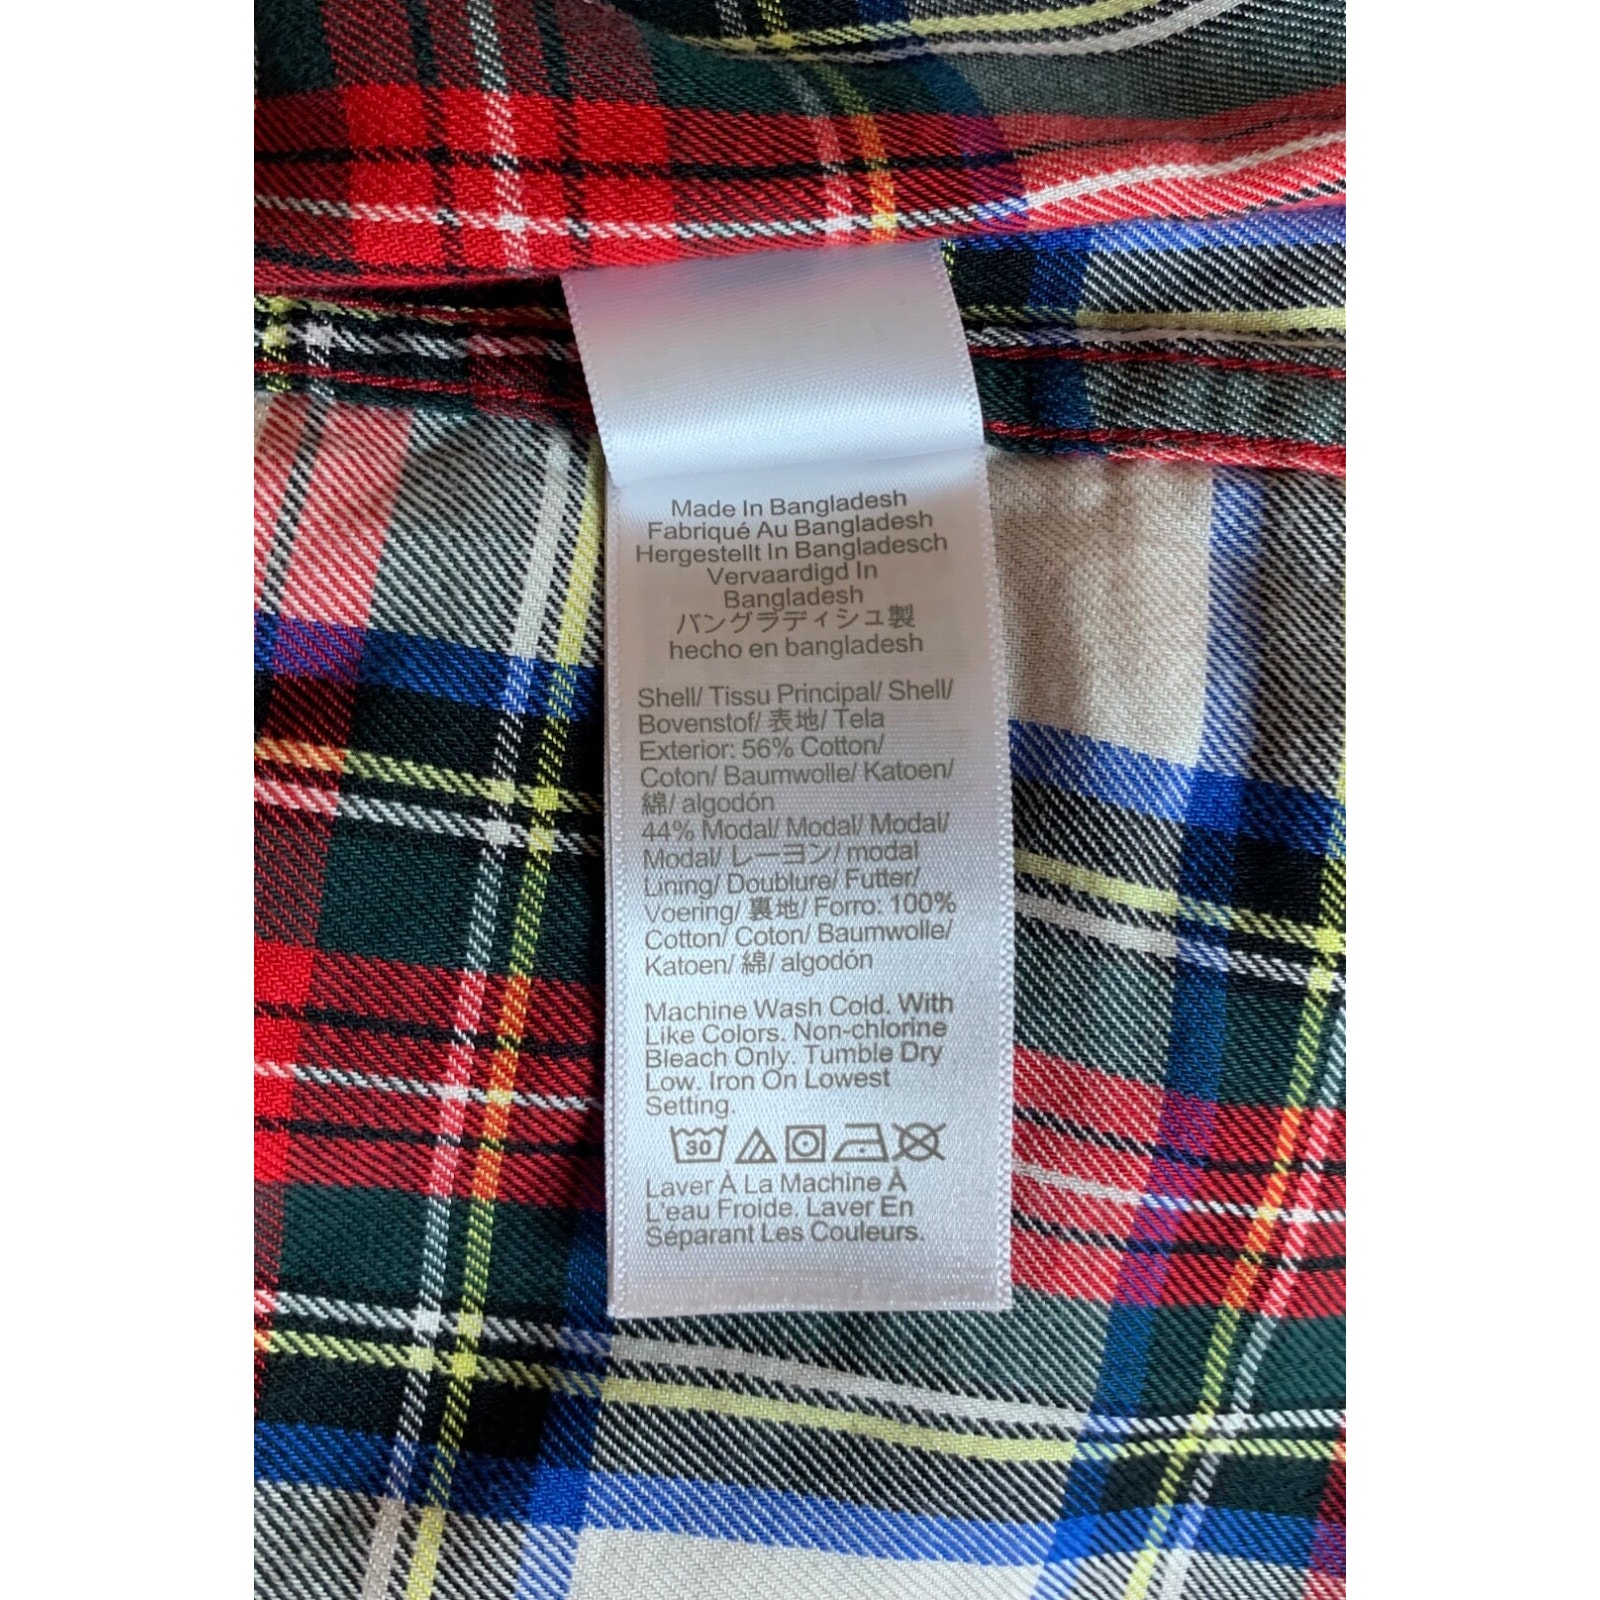 Made In Bangladesh
Fabriqué Au Bangladesh
Hergestellt In Bangladesch
Vervaardigd In
Bangladesh
バングラディシュ製
hecho en bangladesh
Shell/ Tissu Principal/ Shell/
Bovenstof/ 表地/ Tela
Exterior: 56% Cotton/
Coton/ Baumwolle/ Katoen/
綿/ algodón
44% Modal/ Modal/ Modal/
Modal/ レーヨン/ modal
Lining/ Doublure/ Futter/
Voering/ 裏地/ Forro: 100%
Cotton/ Coton/ Baumwolle/
Katoen/ 綿/ algodón
Machine Wash Cold. With
Like Colors. Non-chlorine
Bleach Only. Tumble Dry
Low. Iron On Lowest
Setting.
30
Laver À La Machine À
L'eau Froide. Laver En
Séparant Les Couleurs.